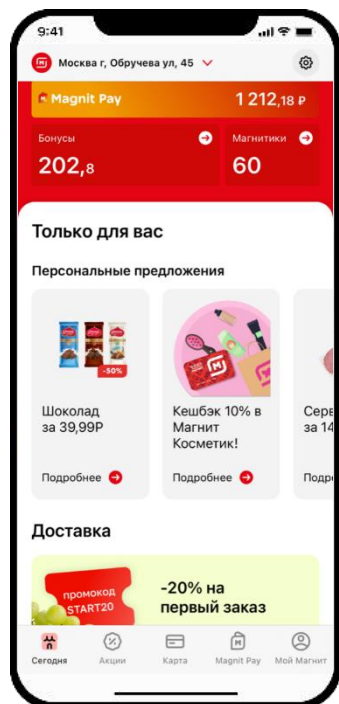 9:41
Москва г, Обручева ул, 45
Magnit Pay
1 212,18 ₽
Бонусы
Магнитики
202,8
60
Только для вас
Персональные предложения
-50%
Шоколад
за 39,99Р
Подробнее
Кешбэк 10% в
Магнит
Косметик!
Подробнее
за 14
Доставка
промокод
START20
-20% на
первый заказ
Сегодня
Акции
Карта
Magnit Pay
Мой Магнит